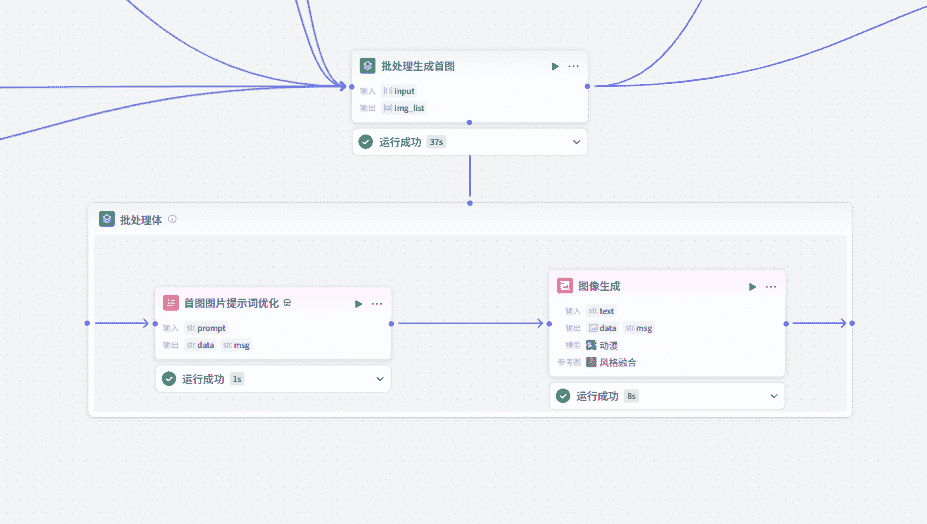 批处理生成首图
输入 input
输出 img_list
运行成功 37s
批处理体
首图图片提示词优化
输入 str. prompt
输出 str. data str. msg
运行成功 1s
图像生成
输入 str. text
输出 data str. msg
模型 动漫
参考图 风格融合
运行成功 8s